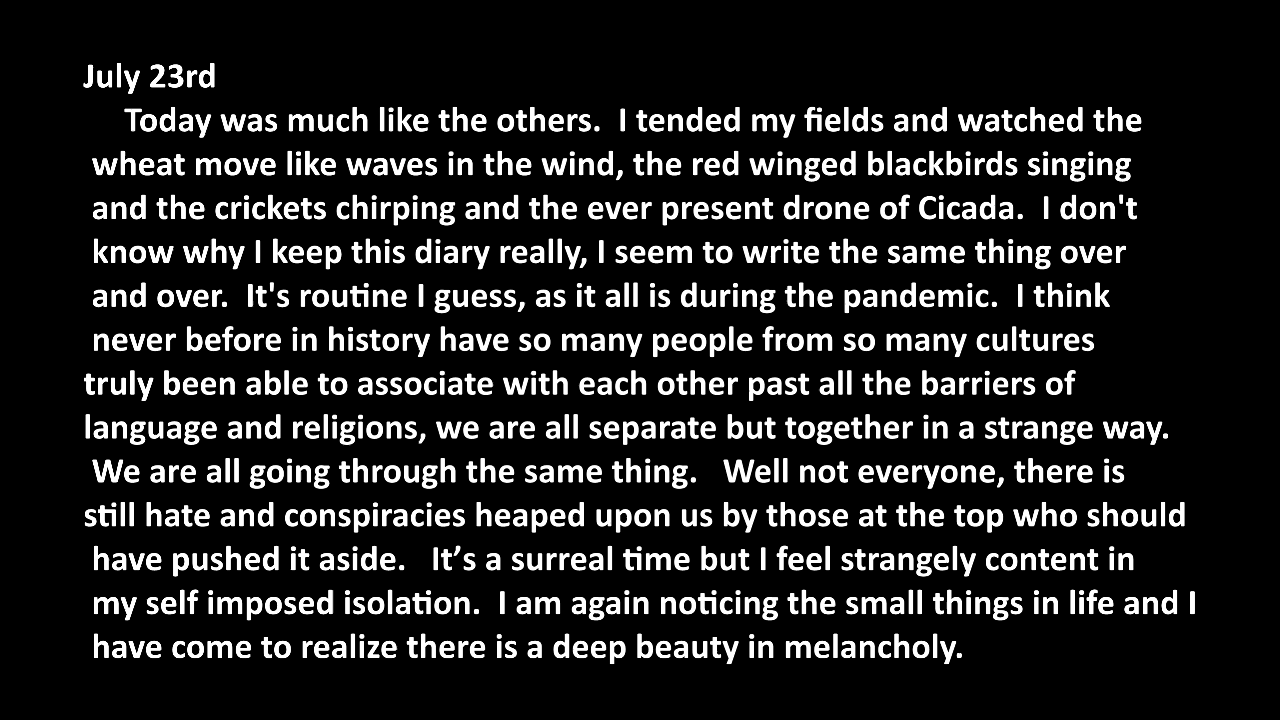 July 23rd
Today was much like the others.  I tended my fields and watched the
wheat move like waves in the wind, the red winged blackbirds singing
and the crickets chirping and the ever present drone of Cicada.  I don't
know why I keep this diary really, I seem to write the same thing over
and over.  It's routine I guess, as it all is during the pandemic.  I think
never before in history have so many people from so many cultures
truly been able to associate with each other past all the barriers of
language and religions, we are all separate but together in a strange way.
We are all going through the same thing.   Well not everyone, there is
still hate and conspiracies heaped upon us by those at the top who should
have pushed it aside.   It’s a surreal time but I feel strangely content in
my self imposed isolation.  I am again noticing the small things in life and I
have come to realize there is a deep beauty in melancholy.